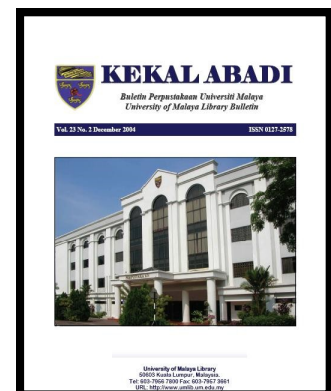 KEKAL ABADI
Buletin Perpustakaan Universiti Malaya
University of Malaya Library Bulletin
Vol. 23 No. 2 December 2004 ISSN 0127-2578
University of Malaya Library
50603 Kuala Lumpur, Malaysia.
Tel: 603-7956 7800 Fax: 603-7957 3661
URL: http://www.umlib.um.edu.my